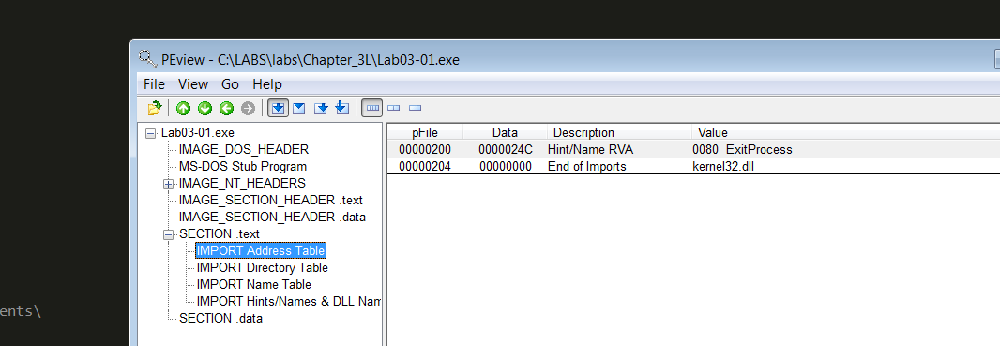 PEview - C:\LABS\labs\Chapter_3L\Lab03-01.exe
File View Go Help
Lab03-01.exe
IMAGE_DOS_HEADER
MS-DOS Stub Program
IMAGE_NT_HEADERS
IMAGE_SECTION_HEADER .text
IMAGE_SECTION_HEADER .data
SECTION .text
IMPORT Address Table
IMPORT Directory Table
IMPORT Name Table
IMPORT Hints/Names & DLL Nam
SECTION .data
pFile Data Description Value
00000200 0000024C Hint/Name RVA 0080 ExitProcess
00000204 00000000 End of Imports kernel32.dll
ents\